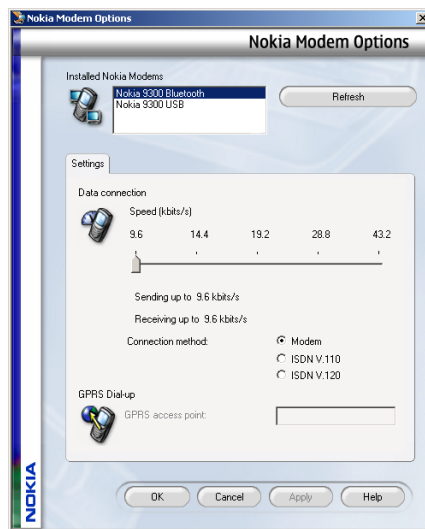 Nokia Modem Options
Nokia Modem Options
Installed Nokia Modems
Nokia 9300 Bluetooth
Nokia 9300 USB
Refresh
Settings
Data connection
Speed (kbits/s)
9.6 14.4 19.2 28.8 43.2
Sending up to 9.6 kbits/s
Receiving up to 9.6 kbits/s
Connection method: Modem
ISDN V.110
ISDN V.120
GPRS Dial-up
GPRS access point:
NOKIA
OK Cancel Apply Help